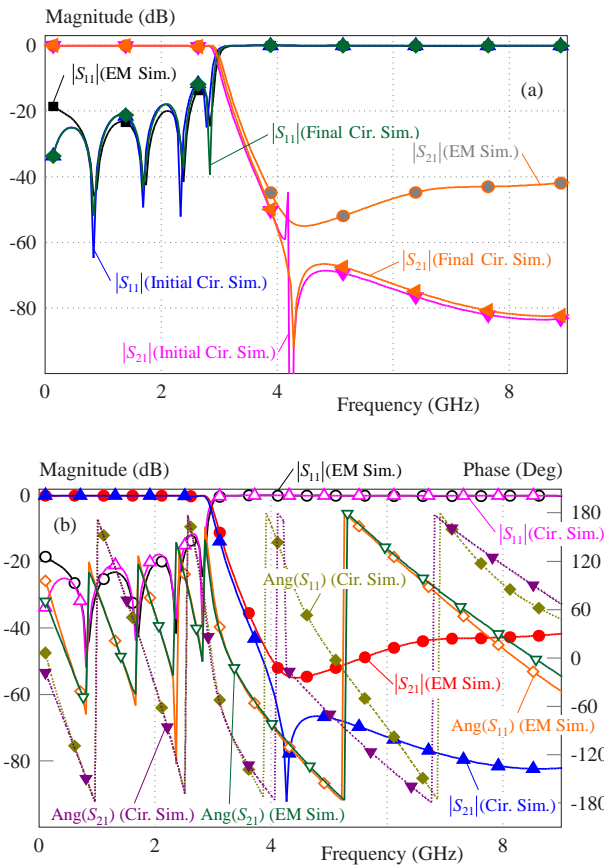 Magnitude (dB)
0
(a)
|S11|(EM Sim.)
-20
|S11|(Final Cir. Sim.)
|S21|(EM Sim.)
-40
-60
|S21|(Final Cir. Sim.)
|S11|(Initial Cir. Sim.)
-80
|S21|(Initial Cir. Sim.)
0 2 4 6 8
Frequency (GHz)
|S11|(EM Sim.)
Magnitude (dB) Phase (Deg)
0
(b)
180
|S11|(Cir. Sim.)
-20
120
Ang(S11) (Cir. Sim.)
60
-40
0
|S21|(EM Sim.)
-60
-60
Ang(S11) (EM Sim.)
-80
-120
|S21|(Cir. Sim.)
Ang(S21) (Cir. Sim.) Ang(S21) (EM Sim.)
-180
0 2 4 6 8
Frequency (GHz)